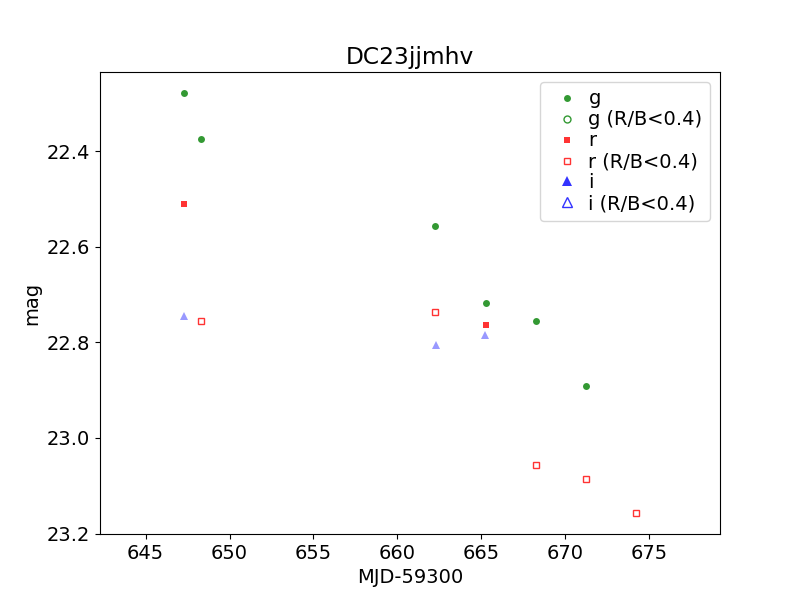 DC23jjmhv
g
g (R/B<0.4)
r
r (R/B<0.4)
i
i (R/B<0.4)
mag
22.4
22.6
22.8
23.0
23.2
645 650 655 660 665 670 675
MJD-59300